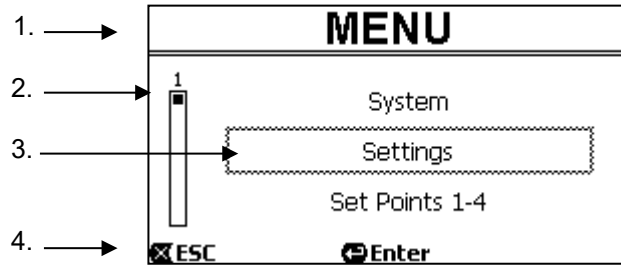 1. MENU
2. 1
System
3. Settings
Set Points 1-4
4. ESC Enter